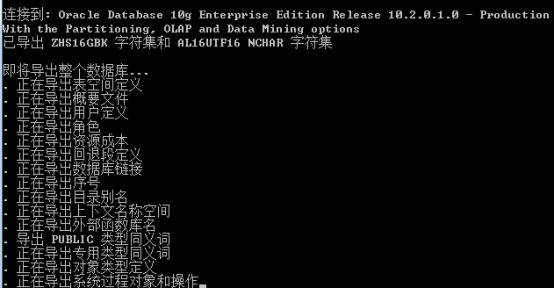 连接到: Oracle Database 10g Enterprise Edition Release 10.2.0.1.0 - Production
With the Partitioning, OLAP and Data Mining options
已导出 ZHS16GBK 字符集和 AL16UTF16 NCHAR 字符集
即将导出整个数据库...
. 正在导出表空间定义
. 正在导出概要文件
. 正在导出用户定义
. 正在导出角色
. 正在导出资源成本
. 正在导出回退段定义
. 正在导出数据库链接
. 正在导出序号
. 正在导出目录别名
. 正在导出上下文名称空间
. 正在导出外部函数库名
. 导出 PUBLIC 类型同义词
. 正在导出专用类型同义词
. 正在导出对象类型定义
. 正在导出系统过程对象和操作